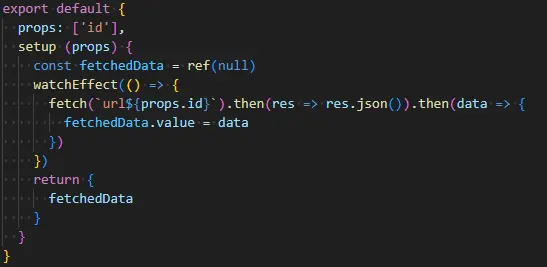 export default {
  props: ['id'],
  setup (props) {
    const fetchedData = ref(null)
    watchEffect(() => {
      fetch(`url${props.id}`).then(res => res.json()).then(data => {
        fetchedData.value = data
      })
    })
    return {
      fetchedData
    }
  }
}